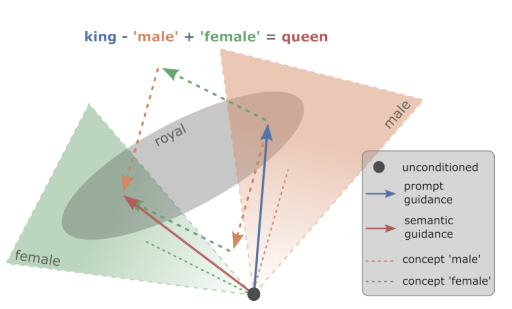 king - 'male' + 'female' = queen
royal
male
female
unconditioned
prompt
guidance
semantic
guidance
concept 'male'
concept 'female'